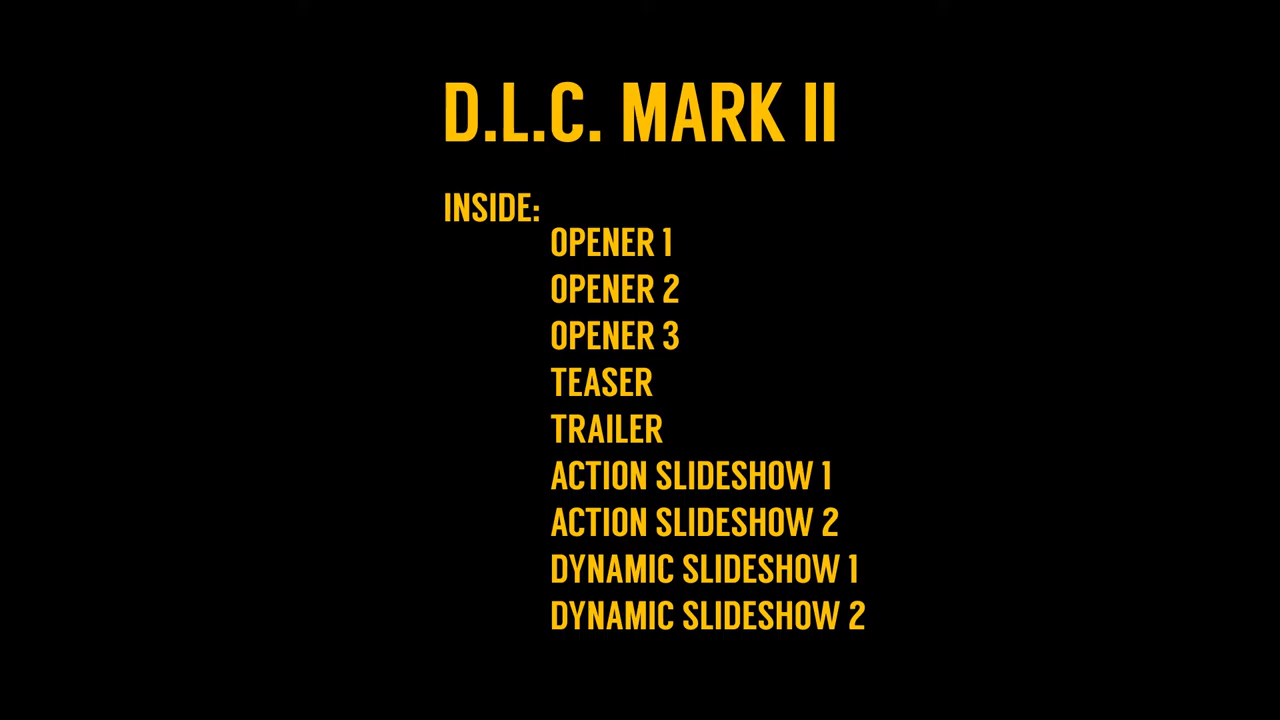 D.L.C. MARK II
INSIDE:
OPENER 1
OPENER 2
OPENER 3
TEASER
TRAILER
ACTION SLIDESHOW 1
ACTION SLIDESHOW 2
DYNAMIC SLIDESHOW 1
DYNAMIC SLIDESHOW 2